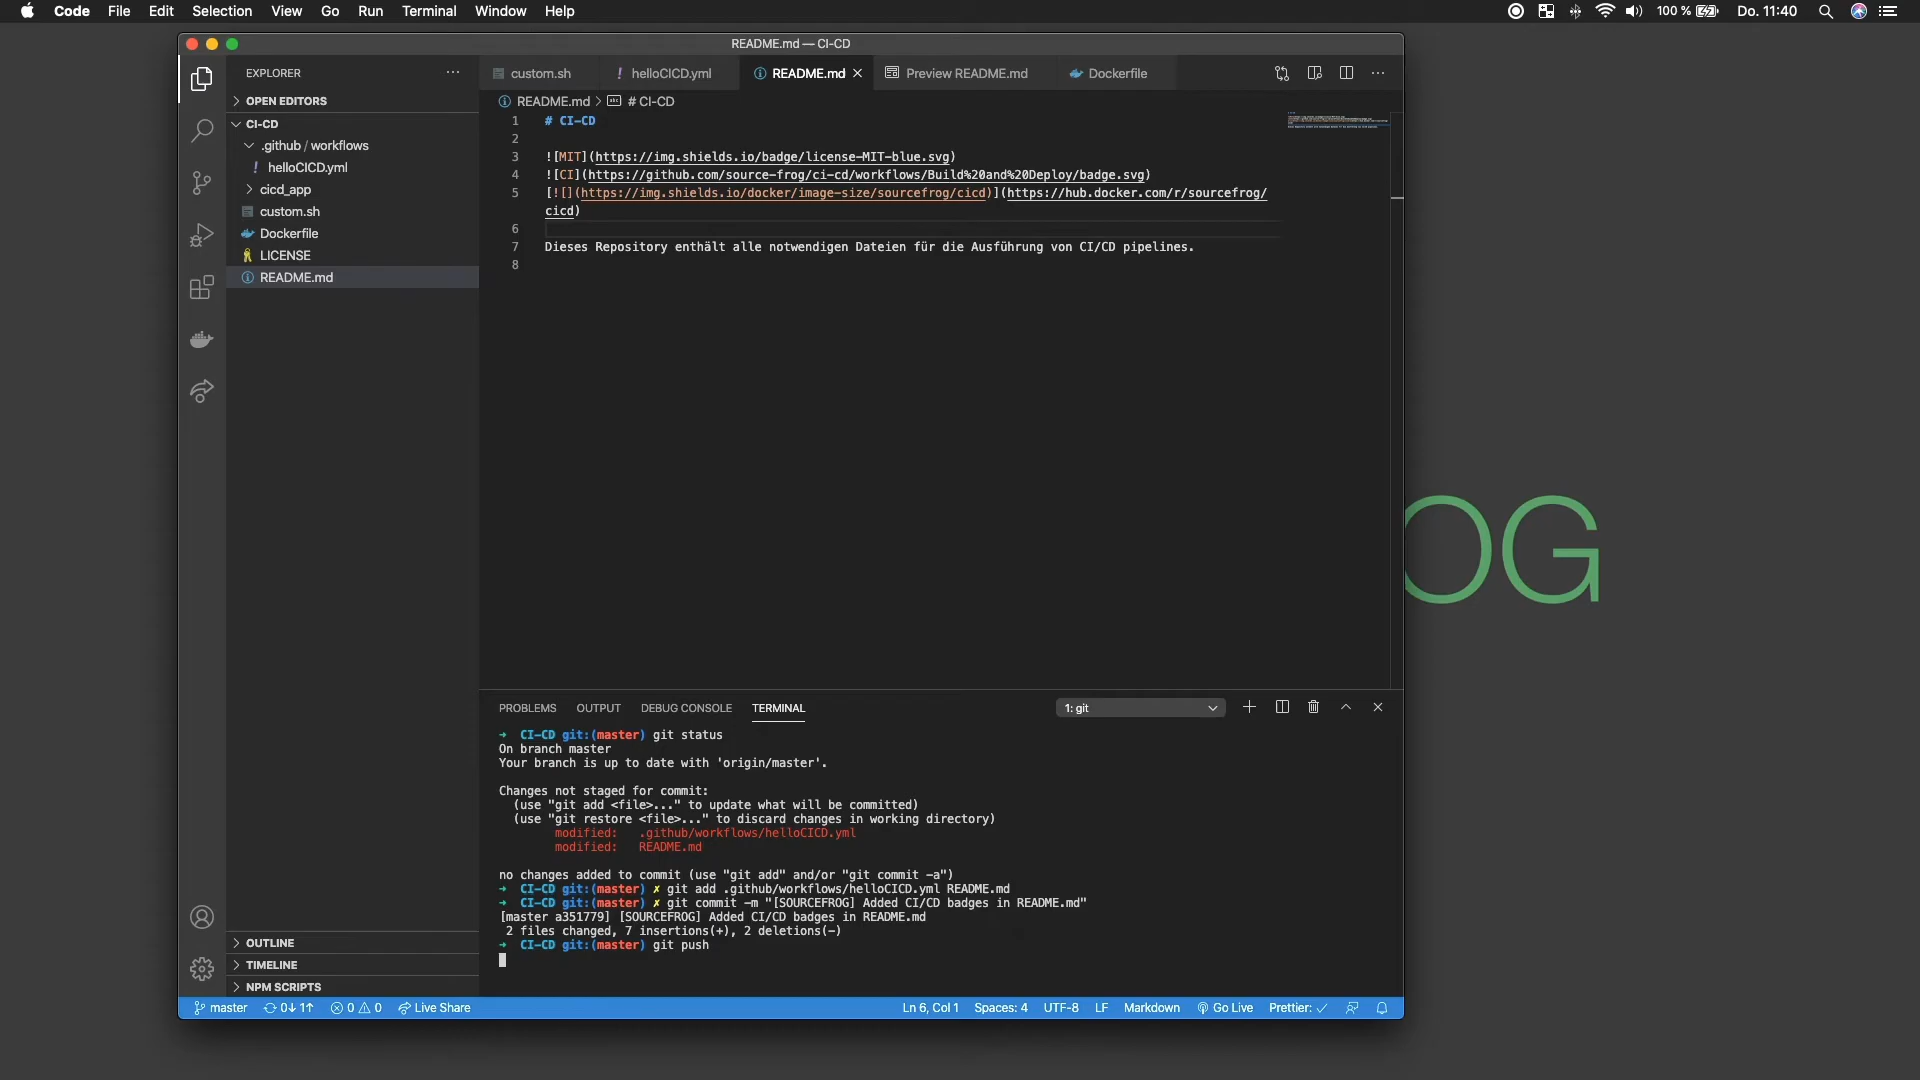 Code File Edit Selection View Go Run Terminal Window Help
100 % Do. 11:40
README.md — CI-CD
EXPLORER
custom.sh ! helloCICD.yml README.md Preview README.md Dockerfile
OPEN EDITORS
README.md > # CI-CD
CI-CD
.github / workflows
! helloCICD.yml
cicd_app
custom.sh
Dockerfile
LICENSE
README.md
1 # CI-CD
2
3 ![MIT](https://img.shields.io/badge/license-MIT-blue.svg)
4 ![CI](https://github.com/source-frog/ci-cd/workflows/Build%20and%20Deploy/badge.svg)
5 [![](https://img.shields.io/docker/image-size/sourcefrog/cicd)](https://hub.docker.com/r/sourcefrog/
cicd)
6
7 Dieses Repository enthält alle notwendigen Dateien für die Ausführung von CI/CD pipelines.
8
OG
PROBLEMS OUTPUT DEBUG CONSOLE TERMINAL
1: git
➜ CI-CD git:(master) git status
On branch master
Your branch is up to date with 'origin/master'.
Changes not staged for commit:
(use "git add <file>..." to update what will be committed)
(use "git restore <file>..." to discard changes in working directory)
modified: .github/workflows/helloCICD.yml
modified: README.md
no changes added to commit (use "git add" and/or "git commit -a")
➜ CI-CD git:(master) ✗ git add .github/workflows/helloCICD.yml README.md
➜ CI-CD git:(master) ✗ git commit -m "[SOURCEFROG] Added CI/CD badges in README.md"
[master a351779] [SOURCEFROG] Added CI/CD badges in README.md
2 files changed, 7 insertions(+), 2 deletions(-)
➜ CI-CD git:(master) git push
OUTLINE
TIMELINE
NPM SCRIPTS
master 0↓ 1↑ 0 0 Live Share
Ln 6, Col 1 Spaces: 4 UTF-8 LF Markdown Go Live Prettier: ✓